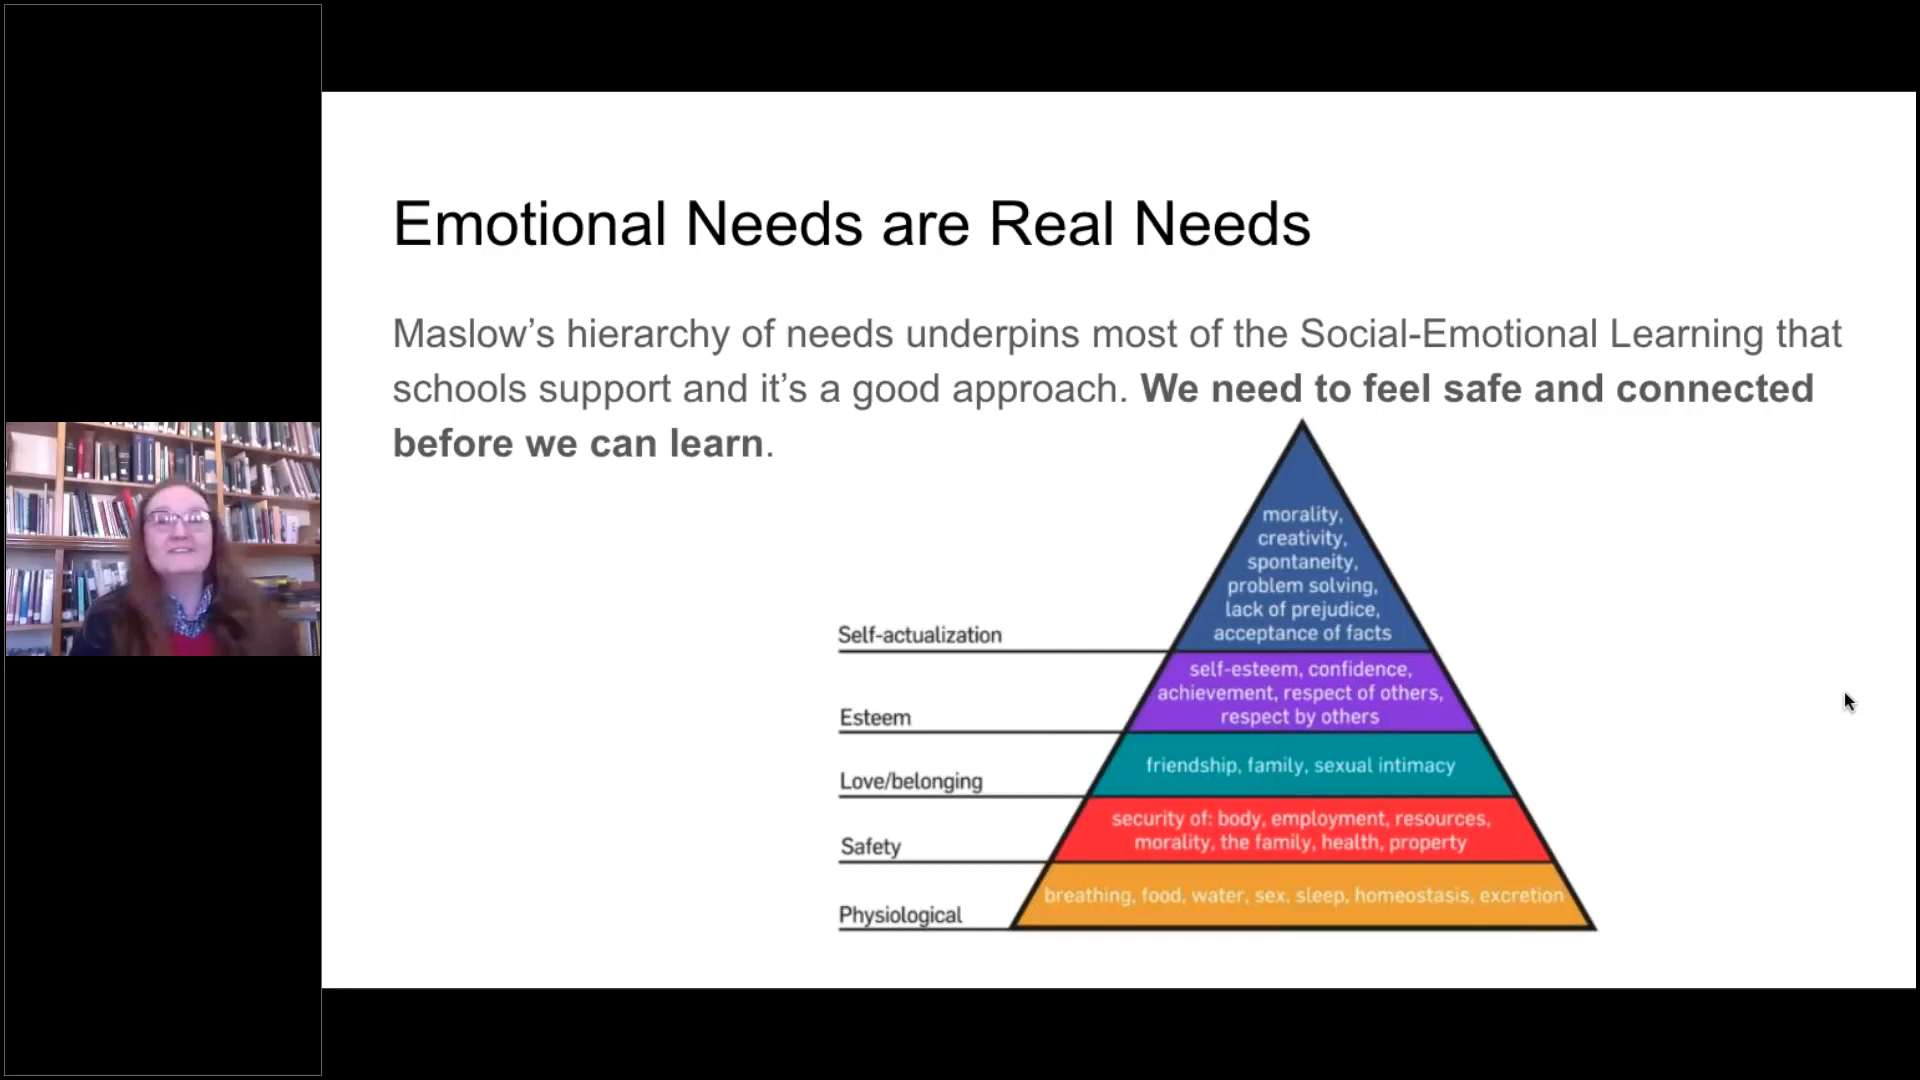 Emotional Needs are Real Needs
Maslow’s hierarchy of needs underpins most of the Social-Emotional Learning that
schools support and it’s a good approach. We need to feel safe and connected
before we can learn.
morality,
creativity,
spontaneity,
problem solving,
lack of prejudice,
acceptance of facts
Self-actualization
self-esteem, confidence,
achievement, respect of others,
respect by others
Esteem
friendship, family, sexual intimacy
Love/belonging
security of: body, employment, resources,
morality, the family, health, property
Safety
breathing, food, water, sex, sleep, homeostasis, excretion
Physiological